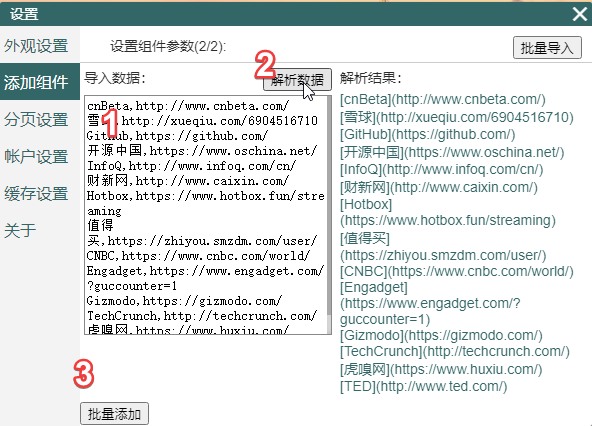 设置
外观设置
添加组件
分页设置
帐户设置
缓存设置
关于
设置组件参数(2/2):
批量导入
导入数据:
2
解析数据
cnBeta,http://www.cnbeta.com/
雪 http://xueqiu.com/6904516710
1
Github,https://github.com/
开源中国,https://www.oschina.net/
InfoQ,http://www.infoq.com/cn/
财新网,http://www.caixin.com/
Hotbox,https://www.hotbox.fun/stre
aming
值得
买,https://zhiyou.smzdm.com/user/
CNBC,https://www.cnbc.com/world/
Engadget,https://www.engadget.com/
?guccounter=1
Gizmodo,https://gizmodo.com/
TechCrunch,http://techcrunch.com/
虎嗅网,https://www.huxiu.com/
3
批量添加
解析结果:
[cnBeta](http://www.cnbeta.com/)
[雪球](http://xueqiu.com/6904516710)
[GitHub](https://github.com/)
[开源中国](https://www.oschina.net/)
[InfoQ](http://www.infoq.com/cn/)
[财新网](http://www.caixin.com/)
[Hotbox]
(https://www.hotbox.fun/streaming)
[值得买]
(https://zhiyou.smzdm.com/user/)
[CNBC](https://www.cnbc.com/world/)
[Engadget]
(https://www.engadget.com/?
guccounter=1)
[Gizmodo](https://gizmodo.com/)
[TechCrunch](http://techcrunch.com/)
[虎嗅网](https://www.huxiu.com/)
[TED](http://www.ted.com/)